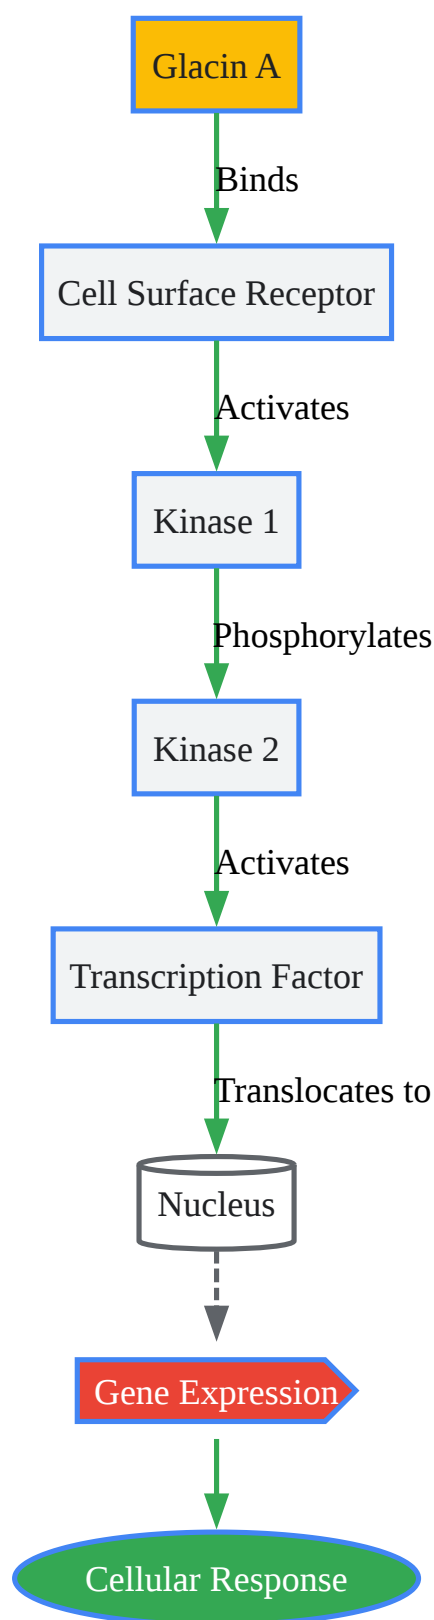 Glacin A
Binds
Cell Surface Receptor
Activates
Kinase 1
Phosphorylates
Kinase 2
Activates
Transcription Factor
Translocates to
Nucleus
Gene Expression
Cellular Response